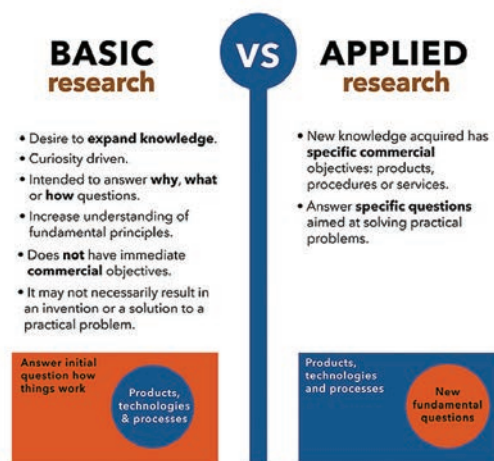 BASIC
research
VS
APPLIED
research
• Desire to expand knowledge.
• Curiosity driven.
• Intended to answer why, what
or how questions.
• Increase understanding of
fundamental principles.
• Does not have immediate
commercial objectives.
• It may not necessarily result in
an invention or a solution to a
practical problem.
• New knowledge acquired has
specific commercial
objectives: products,
procedures or services.
• Answer specific questions
aimed at solving practical
problems.
Answer initial
question how
things work
Products,
technologies
& processes
Products,
technologies
and processes
New
fundamental
questions